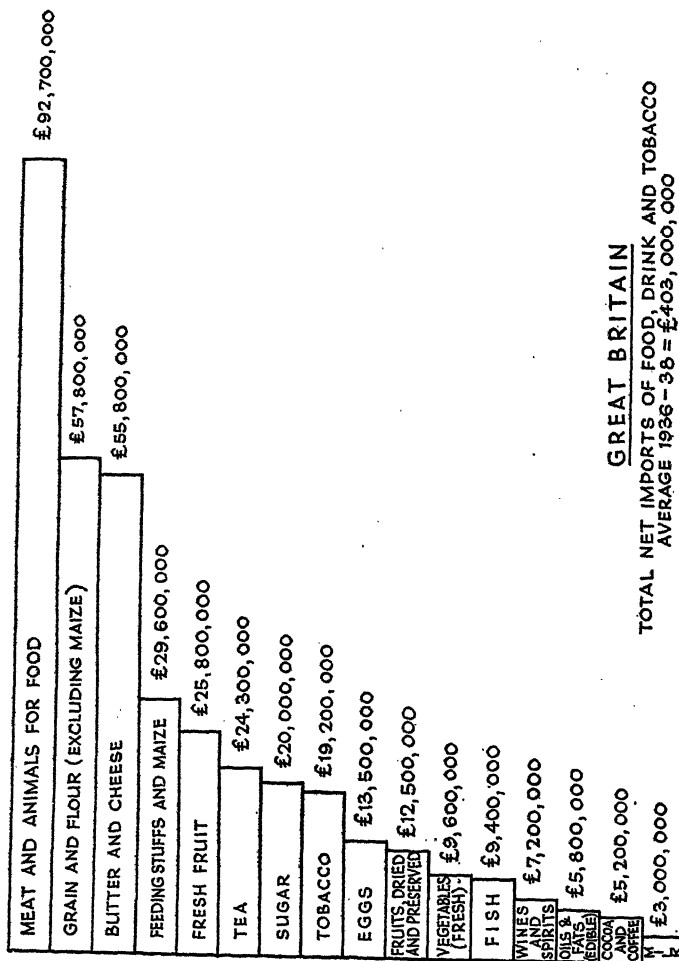 MEAT AND ANIMALS FOR FOOD
£92,700,000
GRAIN AND FLOUR (EXCLUDING MAIZE)
£57,800,000
BUTTER AND CHEESE
£55,800,000
FEEDING STUFFS AND MAIZE
£29,600,000
FRESH FRUIT
£25,800,000
TEA
£24,300,000
SUGAR
£20,000,000
TOBACCO
£19,200,000
EGGS
£13,500,000
FRUITS, DRIED
AND PRESERVED
£12,500,000
VEGETABLES
(FRESH)
£9,600,000
FISH
£9,400,000
WINES
AND
SPIRITS
£7,200,000
OILS &
FATS
(EDIBLE)
£5,800,000
COCOA
AND
COFFEE
£5,200,000
£3,000,000
GREAT BRITAIN
TOTAL NET IMPORTS OF FOOD, DRINK AND TOBACCO
AVERAGE 1936-38 = £403,000,000